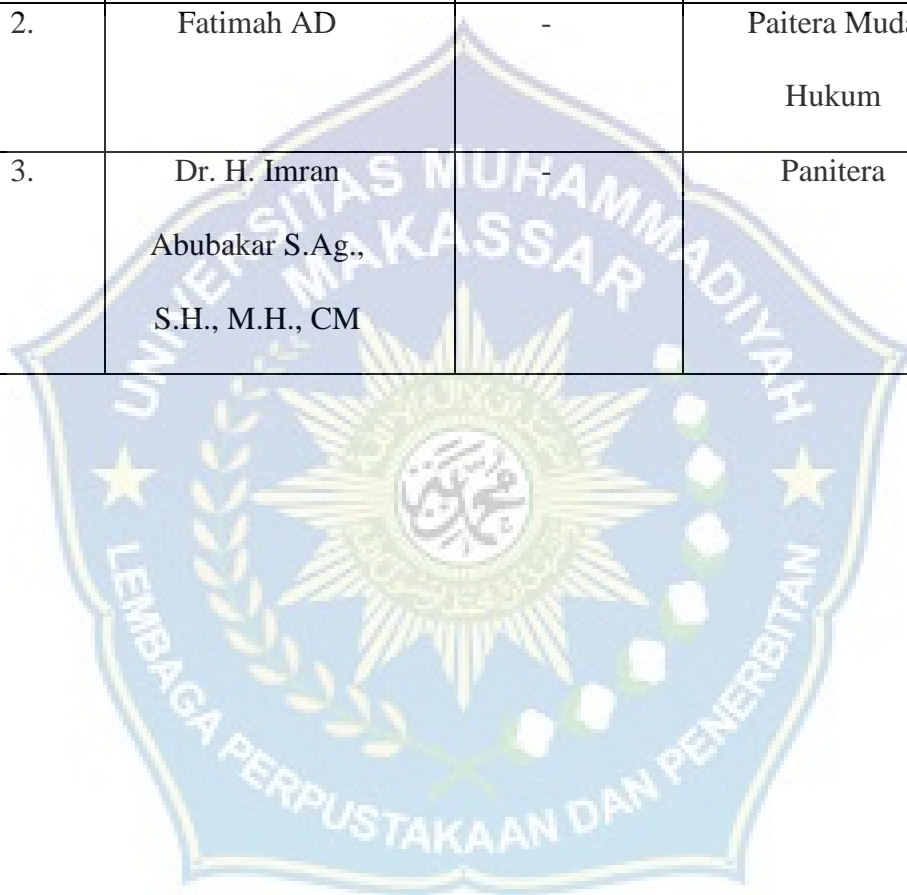 2. Fatimah AD - Paitera Muda
Hukum
3. Dr. H. Imran - Panitera
Abubakar S.Ag.,
S.H., M.H., CM
UNIVERSITAS MUHAMMADIYAH
MAKASSAR
LEMBAGA PERPUSTAKAAN DAN PENERBITAN